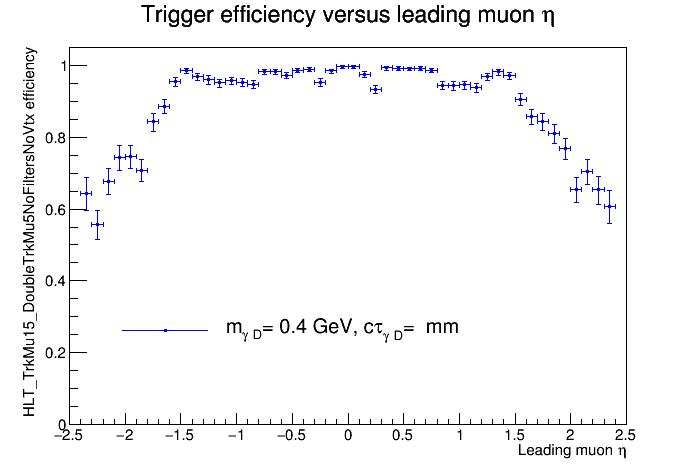 Trigger efficiency versus leading muon η
HLT_TrkMu15_DoubleTrkMu5NoFiltersNoVtx efficiency
1
0.8
0.6
0.4
0.2
0
m_γ D= 0.4 GeV, cτ_γ D=  mm
−2.5 −2 −1.5 −1 −0.5 0 0.5 1 1.5 2 2.5
Leading muon η